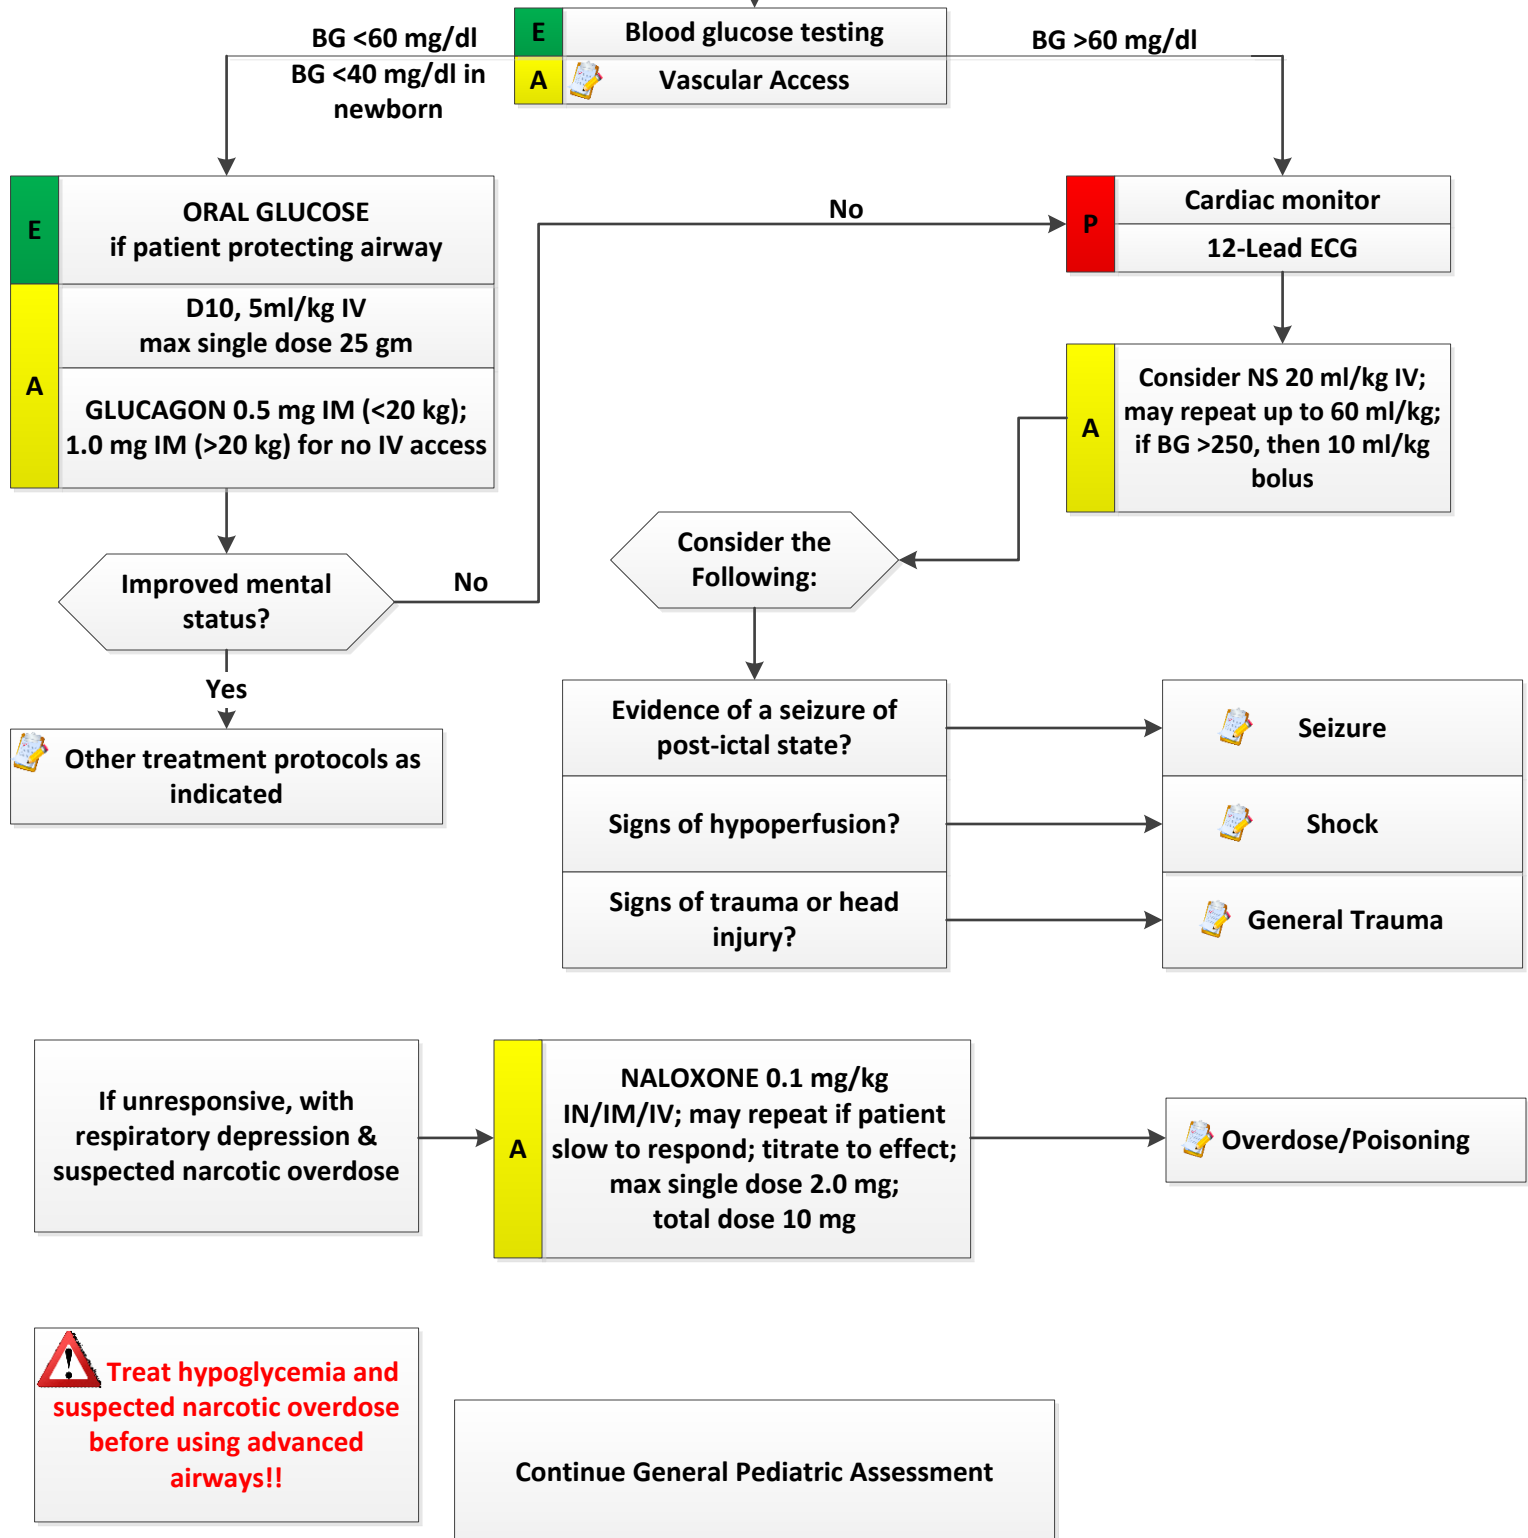 BG <60 mg/dl
BG <40 mg/dl in
newborn
E
Blood glucose testing
A
Vascular Access
BG >60 mg/dl
E
ORAL GLUCOSE
if patient protecting airway
A
D10, 5ml/kg IV
max single dose 25 gm
GLUCAGON 0.5 mg IM (<20 kg);
1.0 mg IM (>20 kg) for no IV access
No
P
Cardiac monitor
12-Lead ECG
A
Consider NS 20 ml/kg IV;
may repeat up to 60 ml/kg;
if BG >250, then 10 ml/kg
bolus
Improved mental
status?
No
Yes
Other treatment protocols as
indicated
Consider the
Following:
Evidence of a seizure of
post-ictal state?
Seizure
Signs of hypoperfusion?
Shock
Signs of trauma or head
injury?
General Trauma
If unresponsive, with
respiratory depression &
suspected narcotic overdose
A
NALOXONE 0.1 mg/kg
IN/IM/IV; may repeat if patient
slow to respond; titrate to effect;
max single dose 2.0 mg;
total dose 10 mg
Overdose/Poisoning
Treat hypoglycemia and
suspected narcotic overdose
before using advanced
airways!!
Continue General Pediatric Assessment